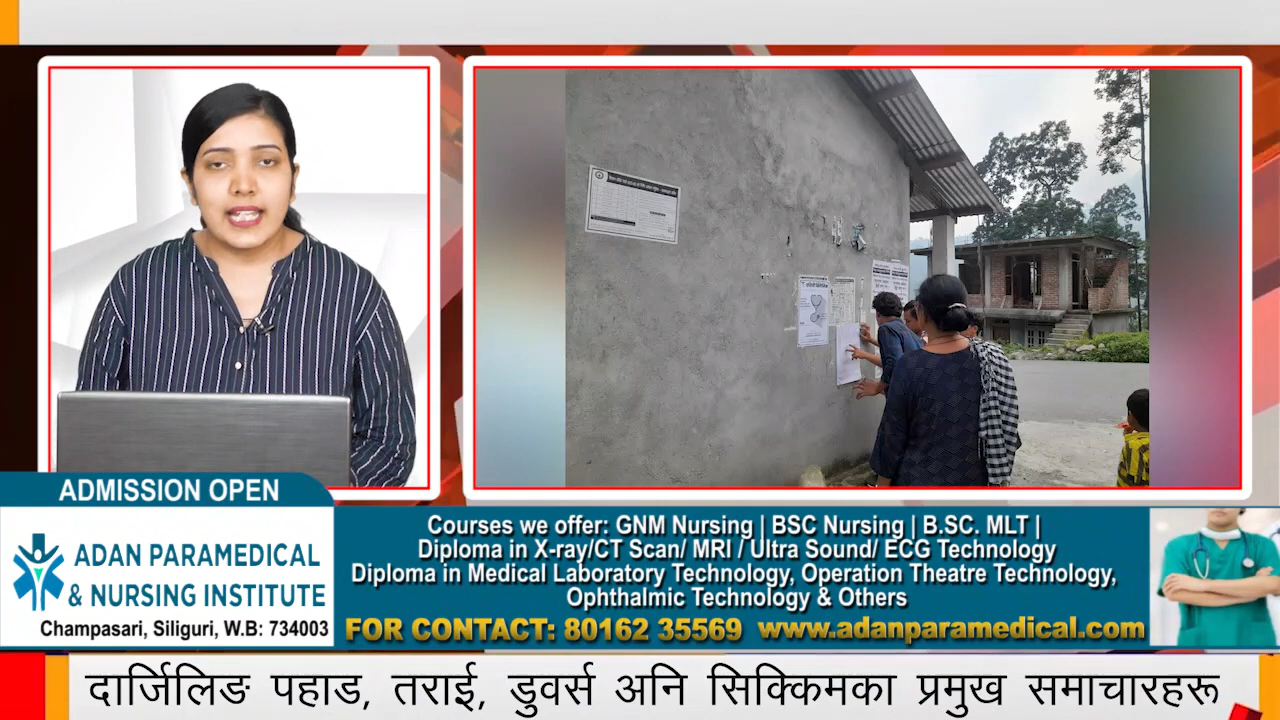 ADMISSION OPEN
ADAN PARAMEDICAL
& NURSING INSTITUTE
Champasari, Siliguri, W.B: 734003
Courses we offer: GNM Nursing | BSC Nursing | B.SC. MLT |
Diploma in X-ray/CT Scan/ MRI / Ultra Sound/ ECG Technology
Diploma in Medical Laboratory Technology, Operation Theatre Technology,
Ophthalmic Technology & Others
FOR CONTACT: 80162 35569 www.adanparamedical.com
दार्जिलिङ पहाड, तराई, डुवर्स अनि सिक्किमका प्रमुख समाचारहरू